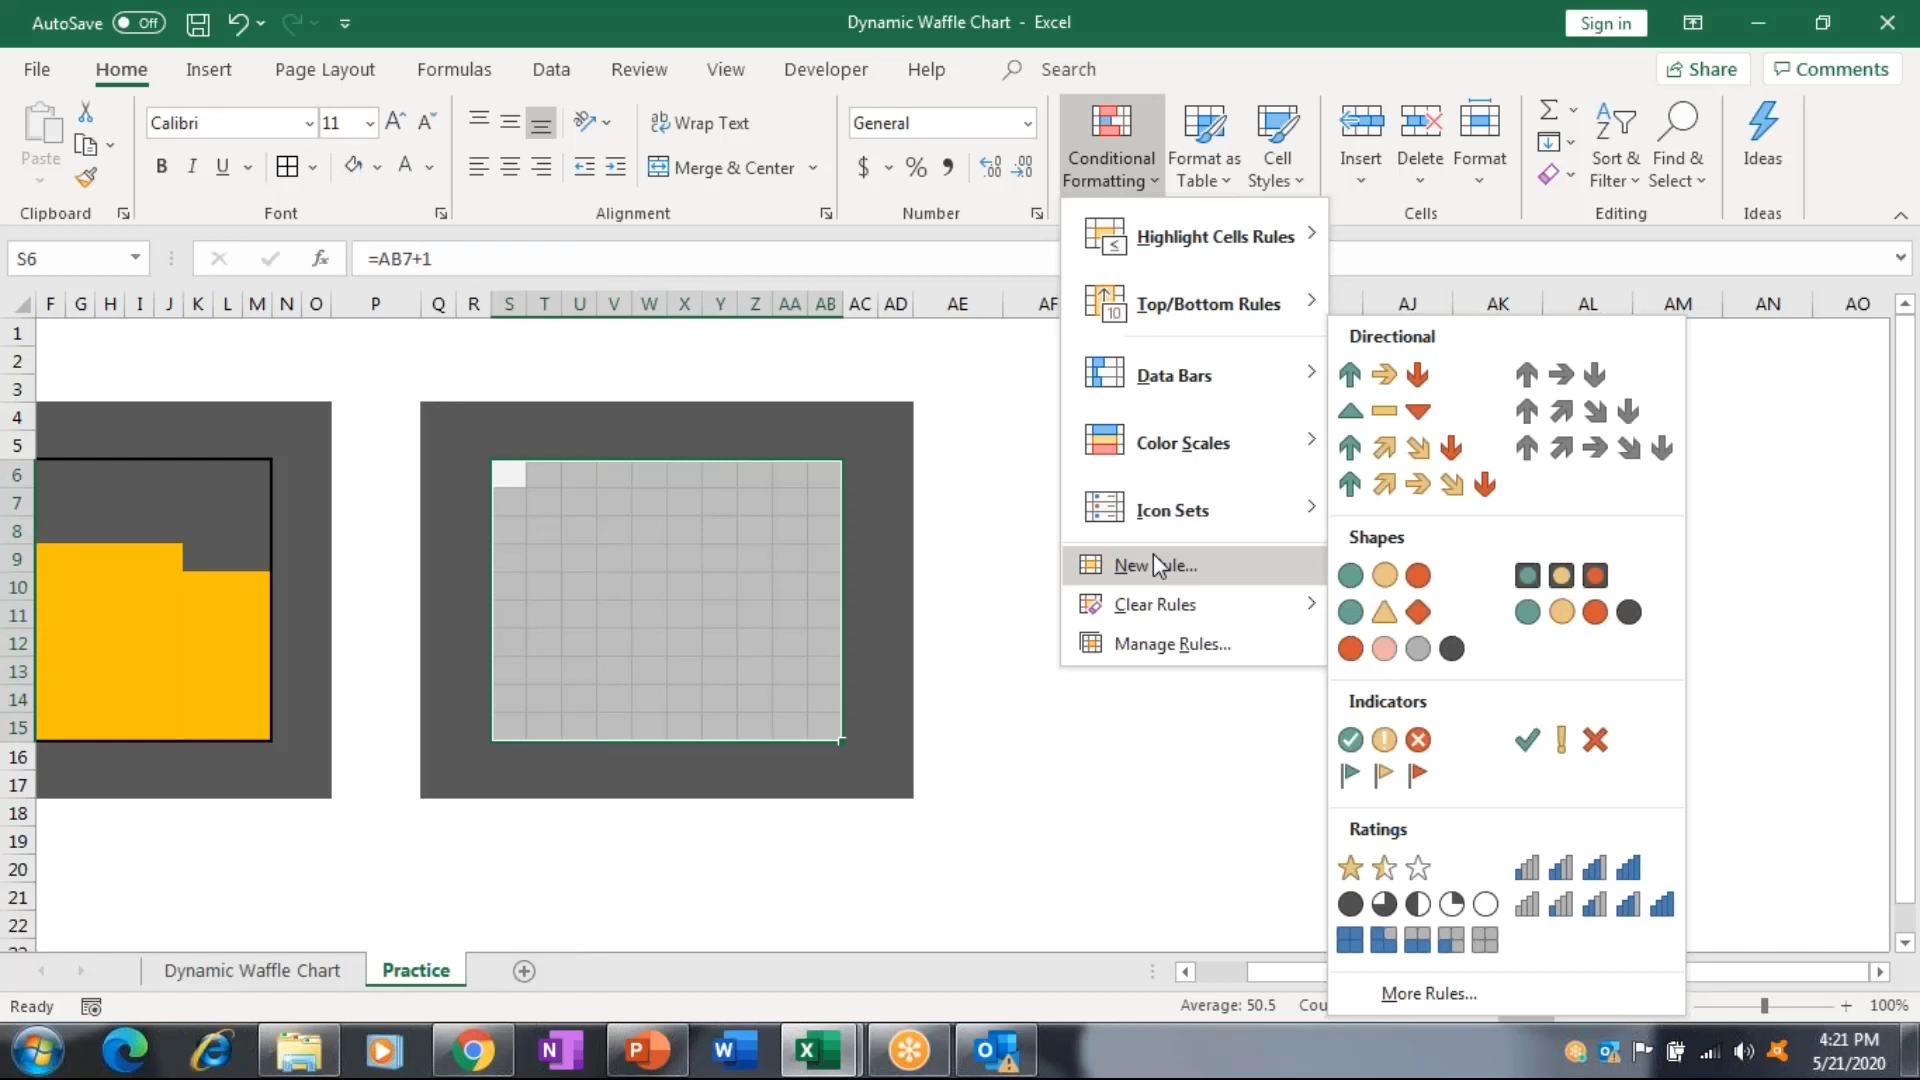 AutoSave Off
Dynamic Waffle Chart - Excel
Sign in
File Home Insert Page Layout Formulas Data Review View Developer Help Search
Share Comments
Paste
Calibri 11
B I U A
Wrap Text
Merge & Center
General
$ % 9
Conditional Formatting
Format as Table
Cell Styles
Insert Delete Format
Sort & Filter
Find & Select
Ideas
Clipboard Font Alignment Number Cells Editing Ideas
S6 fx =AB7+1
F G H I J K L M N O P Q R S T U V W X Y Z AA AB AC AD AE AF AJ AK AL AM AN AO
1
2
3
4
5
6
7
8
9
10
11
12
13
14
15
16
17
18
19
20
21
22
Highlight Cells Rules
Top/Bottom Rules
10
Data Bars
Color Scales
Icon Sets
New Rule...
Clear Rules
Manage Rules...
Directional
Shapes
Indicators
Ratings
More Rules...
Dynamic Waffle Chart Practice
Ready
Average: 50.5 Cou
100%
N P W X O
4:21 PM
5/21/2020